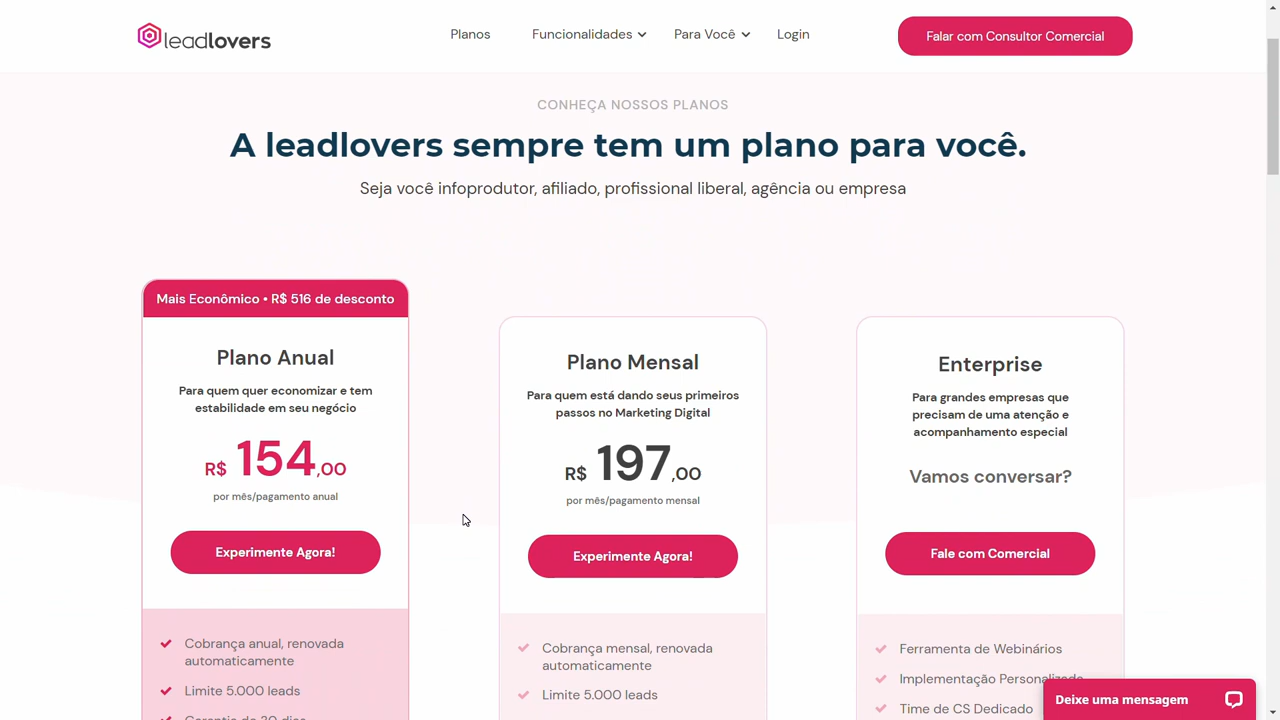 leadlovers
Planos
Funcionalidades
Para Você
Login
Falar com Consultor Comercial
CONHEÇA NOSSOS PLANOS
A leadlovers sempre tem um plano para você.
Seja você infoprodutor, afiliado, profissional liberal, agência ou empresa
Mais Econômico • R$ 516 de desconto
Plano Anual
Para quem quer economizar e tem
estabilidade em seu negócio
R$ 154,00
por mês/pagamento anual
Experimente Agora!
Cobrança anual, renovada
automaticamente
Limite 5.000 leads
Garantia de 30 dias
Plano Mensal
Para quem está dando seus primeiros
passos no Marketing Digital
R$ 197,00
por mês/pagamento mensal
Experimente Agora!
Cobrança mensal, renovada
automaticamente
Limite 5.000 leads
Enterprise
Para grandes empresas que
precisam de uma atenção e
acompanhamento especial
Vamos conversar?
Fale com Comercial
Ferramenta de Webinários
Implementação Personalizada
Time de CS Dedicado
Deixe uma mensagem